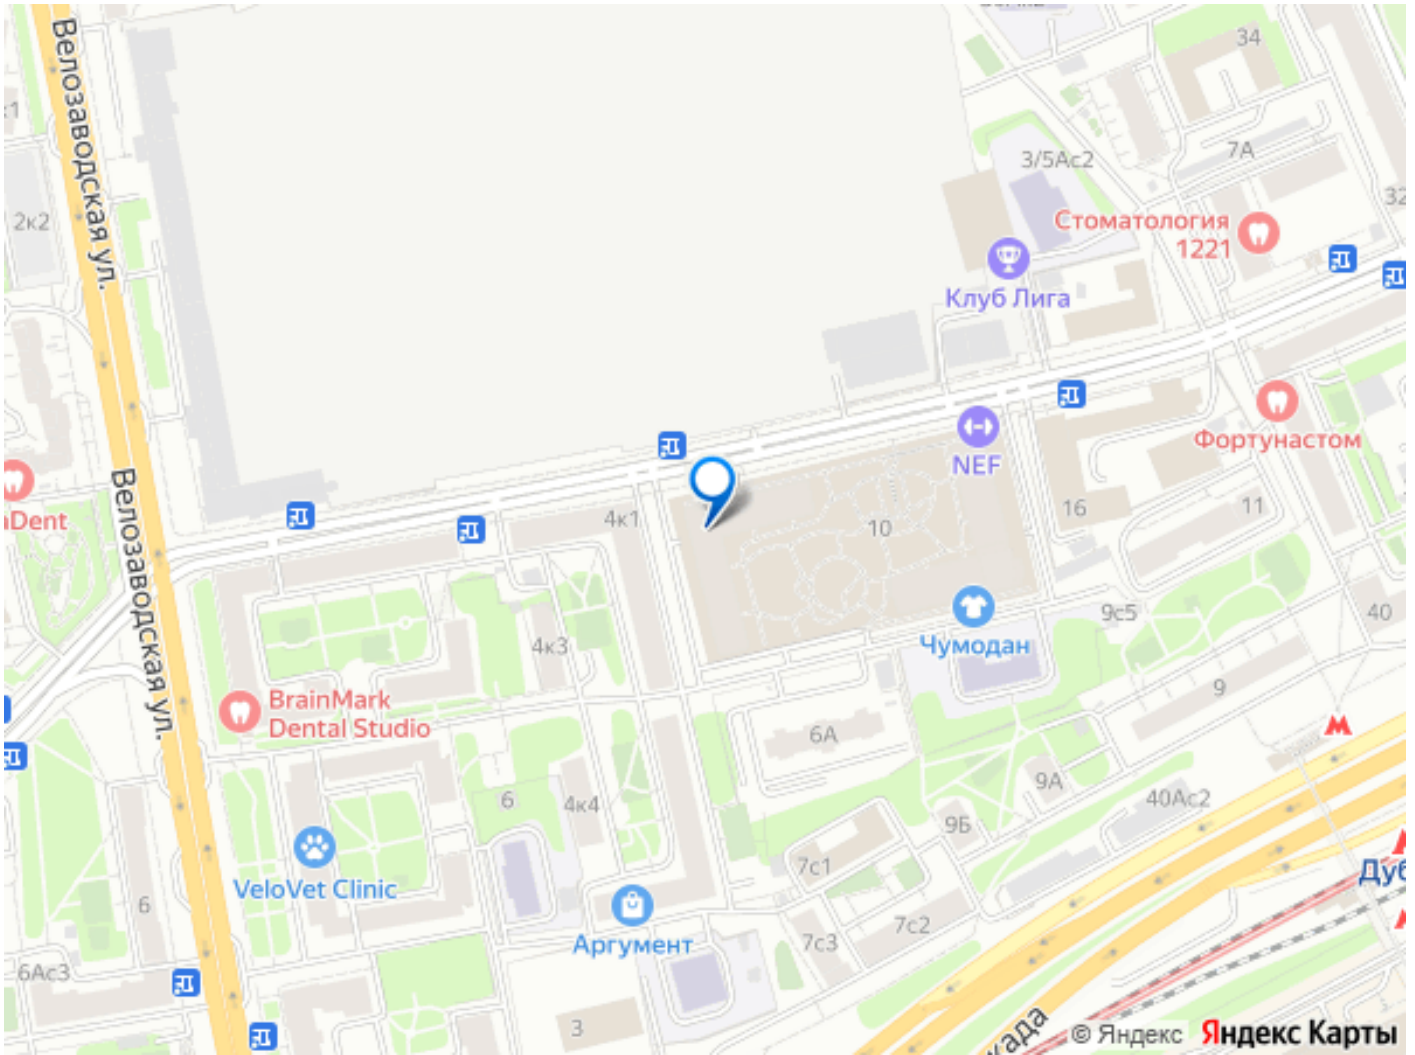 Велозаводская ул.
34
7А
3/5Ас2
32
2к2
Стоматология
1221
Клуб Лига
Фортунастом
NEF
Велозаводская ул.
4к1
10
16
11
Dent
4к3
Чумодан
9с5
40
BrainMark
Dental Studio
6А
9
9А
40Ас2
6
4к4
9Б
VeloVet Clinic
7с1
6
Аргумент
7с3
7с2
Дуб
6Ас3
3
када
© Яндекс Яндекс Карты